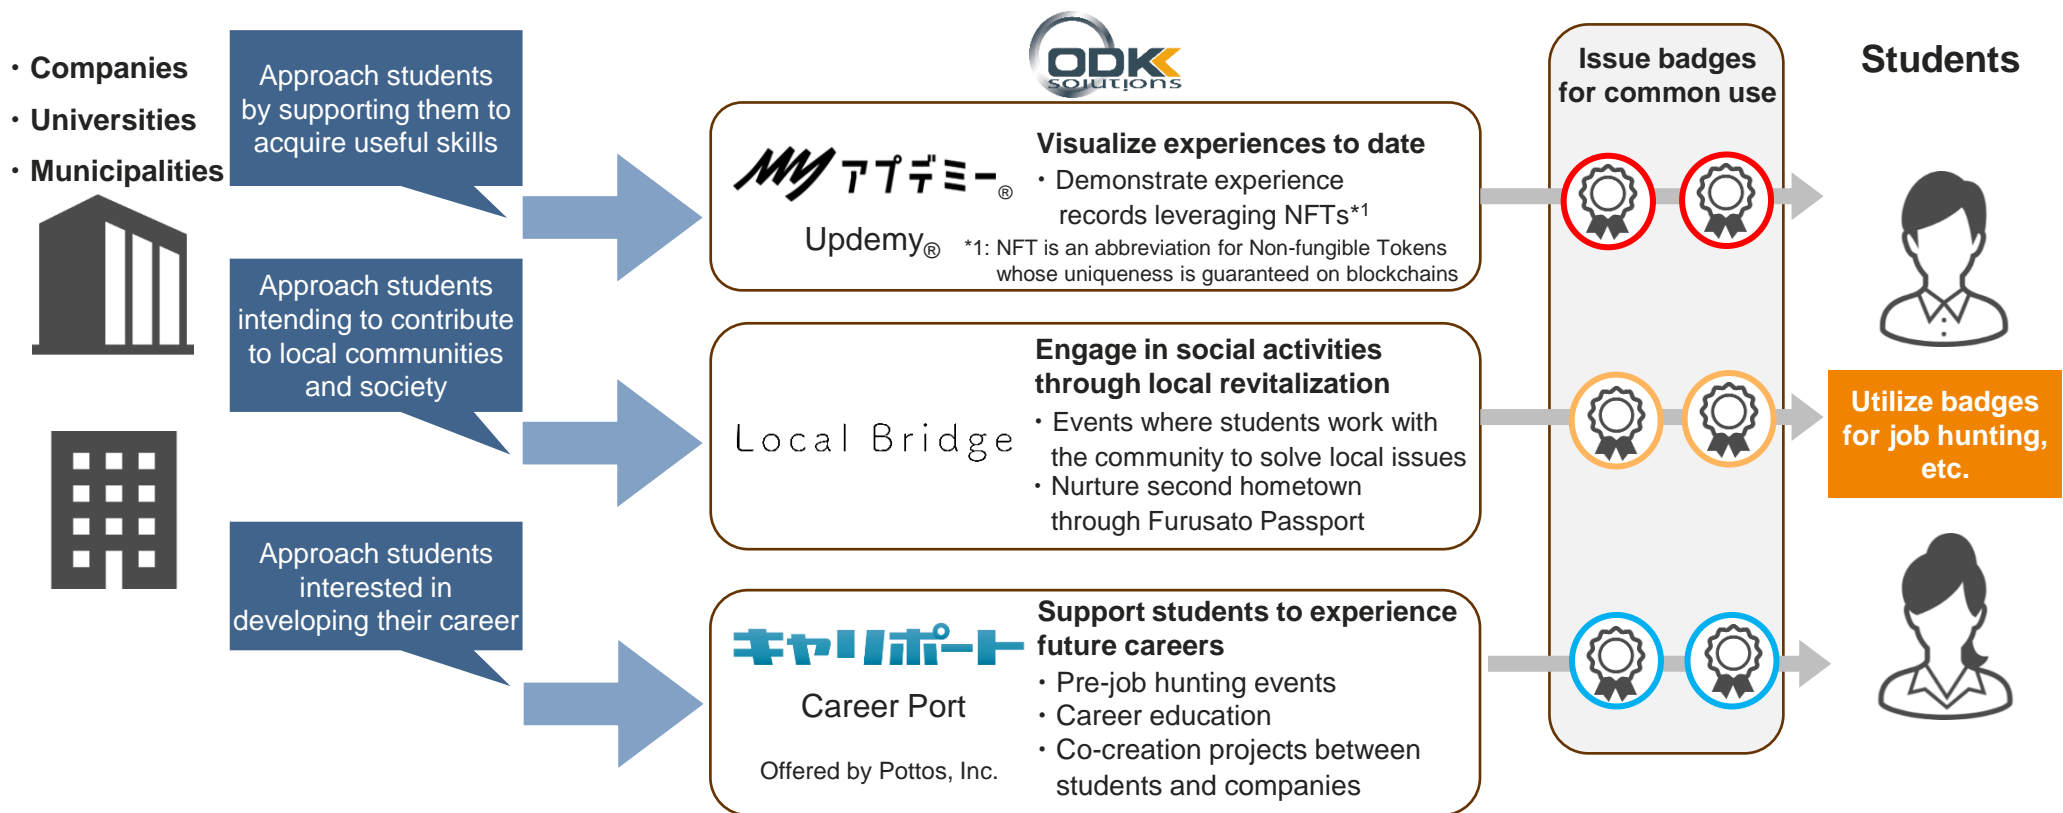 ・Companies
・Universities
・Municipalities
Approach students
by supporting them to
acquire useful skills
Approach students
intending to contribute
to local communities
and society
Approach students
interested in
developing their career
ODK
SOLUTIONS
Myアプデミー®
Updemy®
Visualize experiences to date
・Demonstrate experience
records leveraging NFTs*1
*1: NFT is an abbreviation for Non-fungible Tokens
whose uniqueness is guaranteed on blockchains
Local Bridge
Engage in social activities
through local revitalization
・Events where students work with
the community to solve local issues
・Nurture second hometown
through Furusato Passport
キャリポート
Career Port
Offered by Pottos, Inc.
Support students to experience
future careers
・Pre-job hunting events
・Career education
・Co-creation projects between
students and companies
Issue badges
for common use
Students
Utilize badges
for job hunting,
etc.